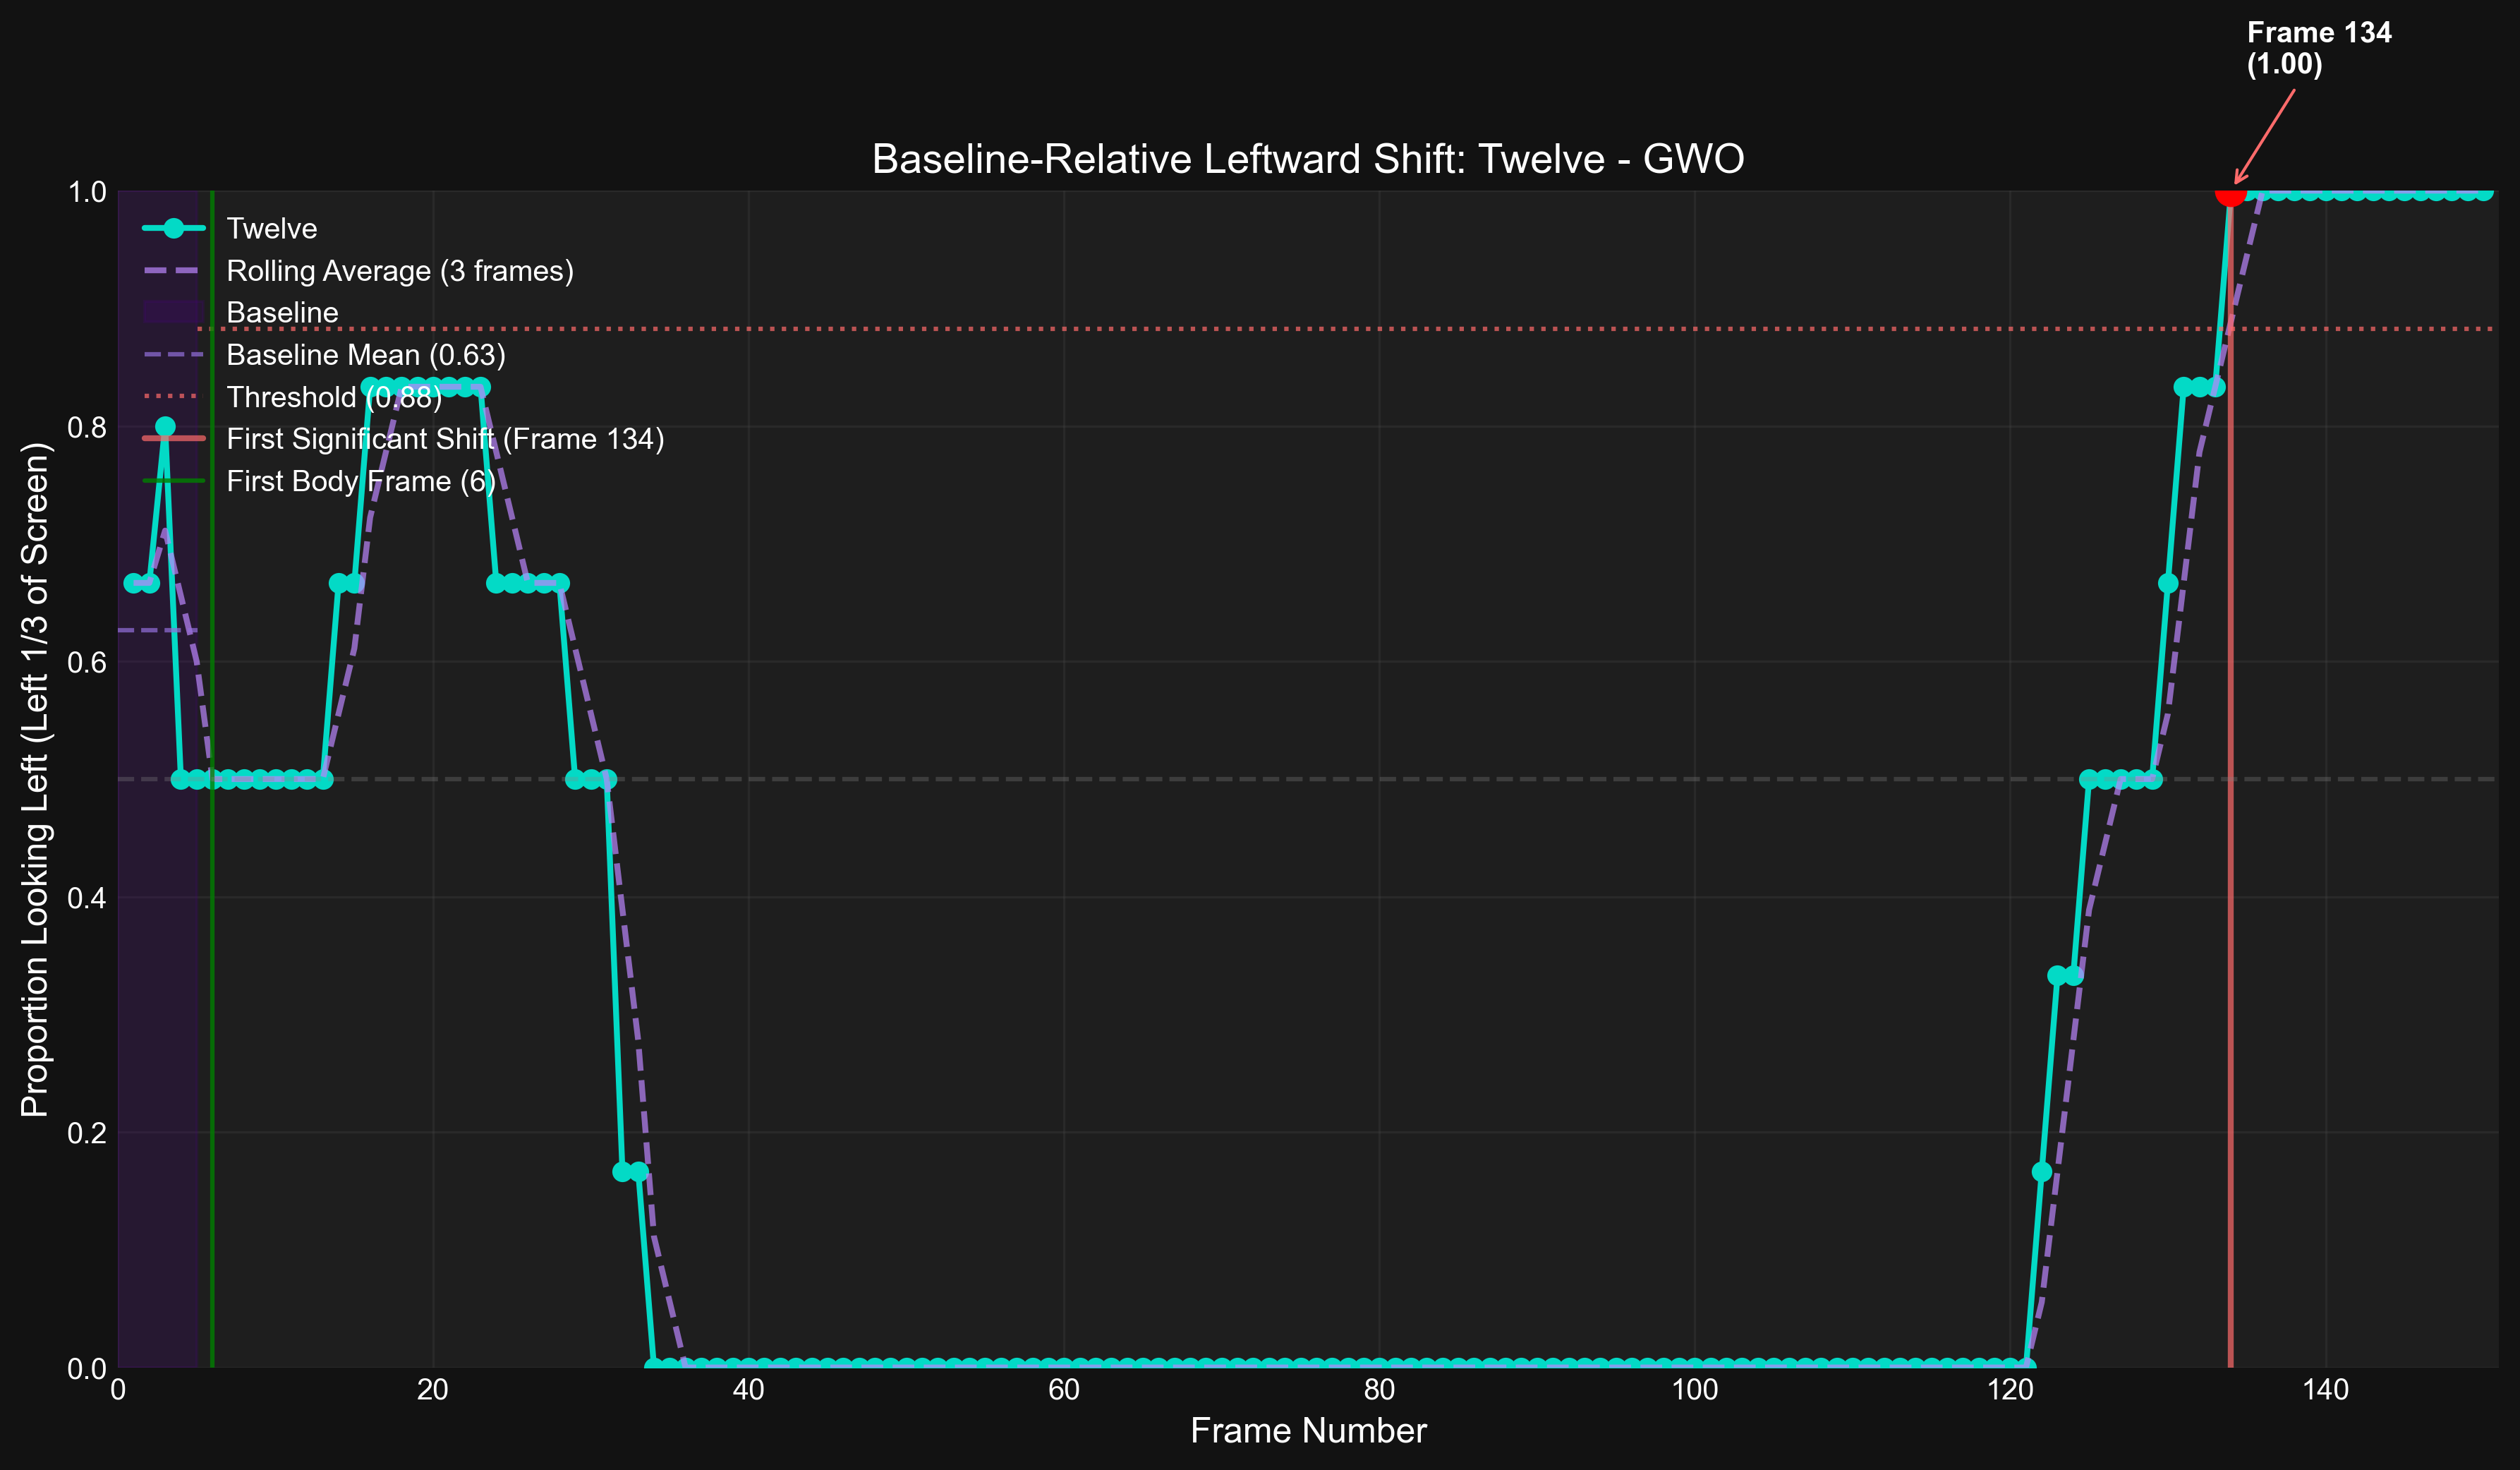 Frame 134
(1.00)
Baseline-Relative Leftward Shift: Twelve - GWO
Twelve
Rolling Average (3 frames)
Baseline
Baseline Mean (0.63)
Threshold (0.88)
First Significant Shift (Frame 134)
First Body Frame (6)
Proportion Looking Left (Left 1/3 of Screen)
1.0
0.8
0.6
0.4
0.2
0.0
0
20
40
60
80
100
120
140
Frame Number